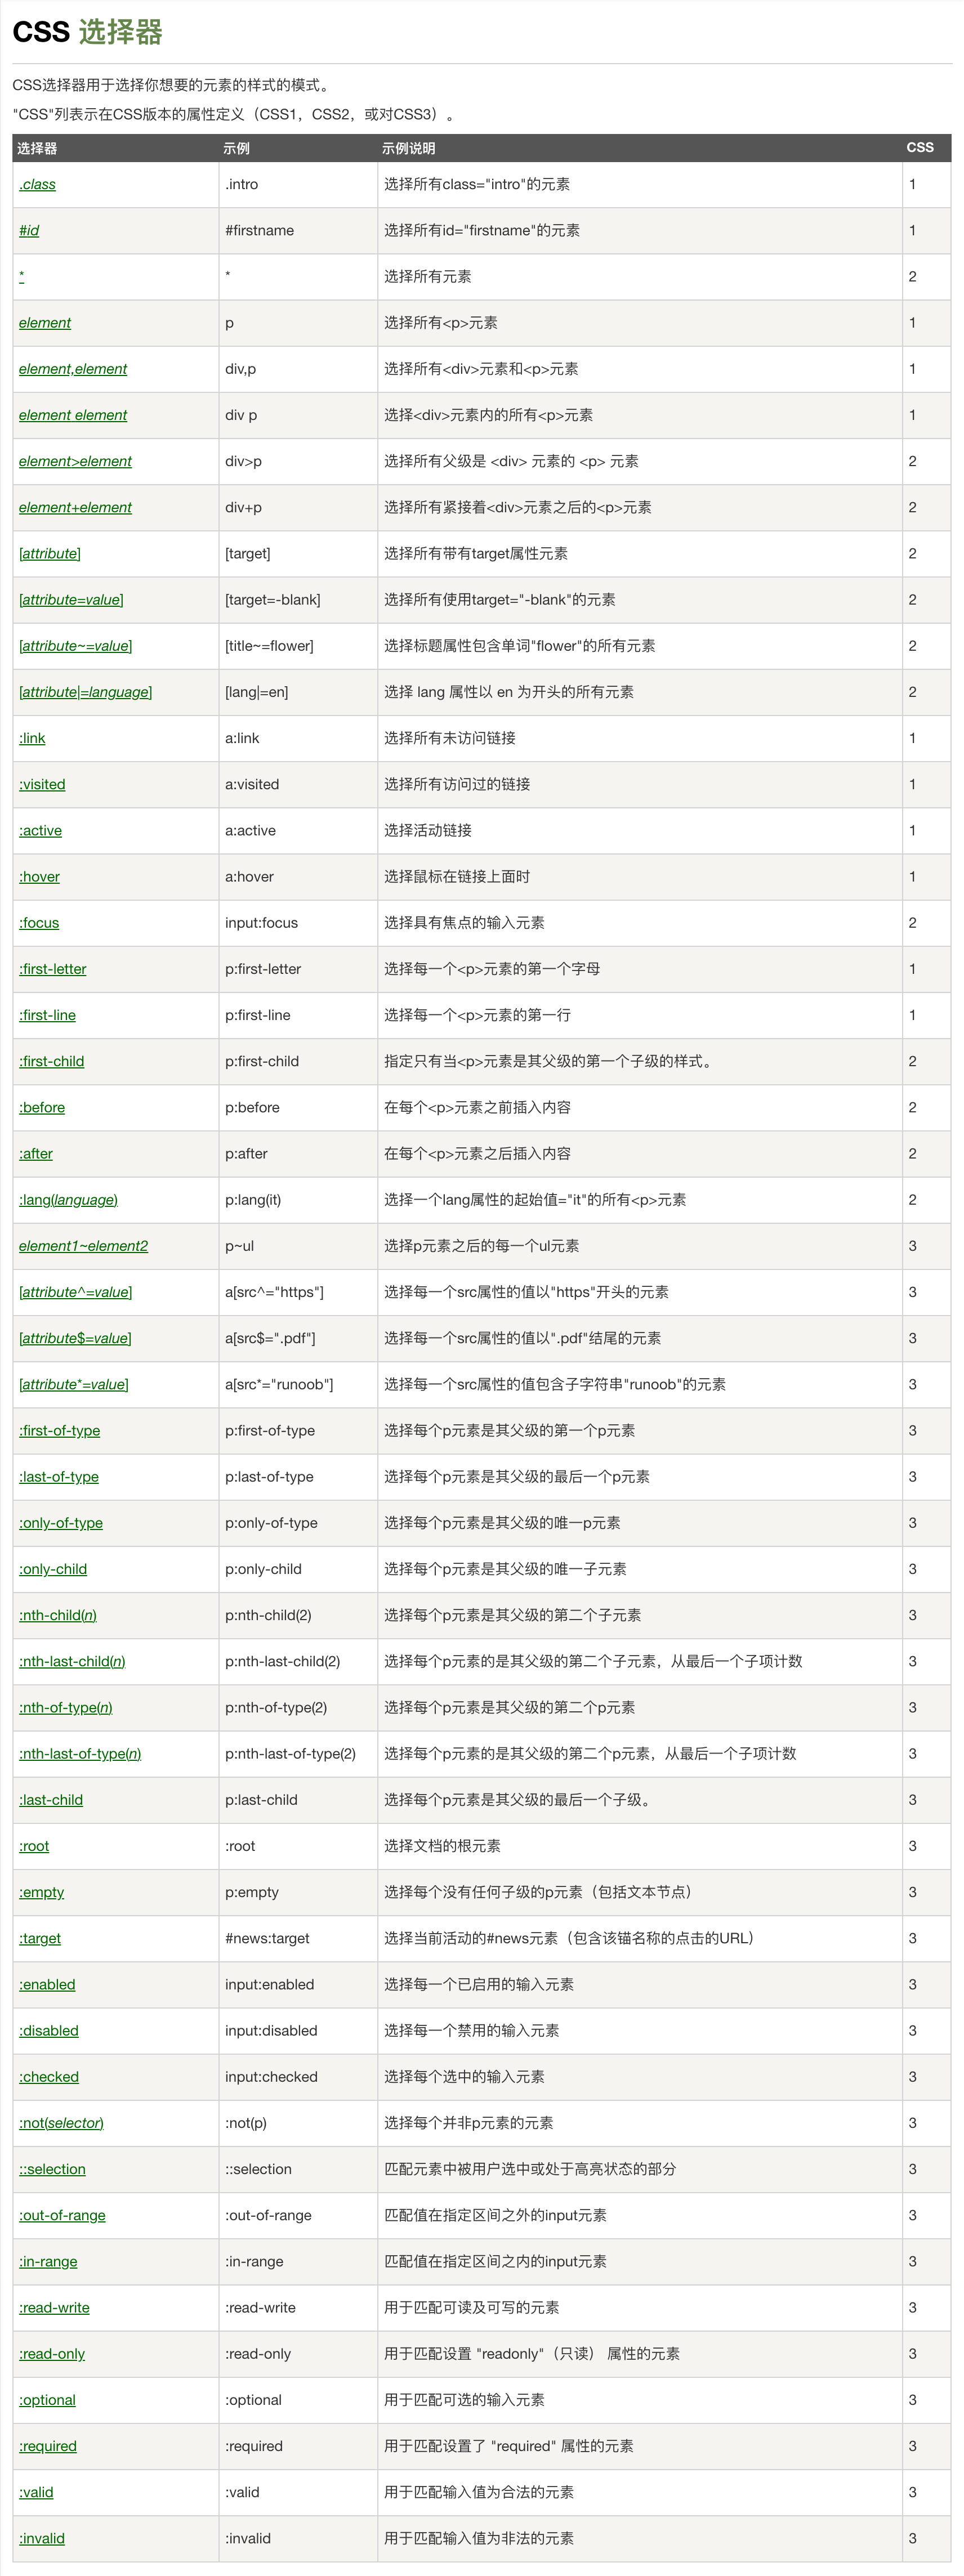 CSS 选择器
CSS选择器用于选择你想要的元素的样式的模式。
"CSS"列表示在CSS版本的属性定义（CSS1，CSS2，或对CSS3）。
选择器 示例 示例说明 CSS
.class .intro 选择所有class="intro"的元素 1
#id #firstname 选择所有id="firstname"的元素 1
* * 选择所有元素 2
element p 选择所有<p>元素 1
element,element div,p 选择所有<div>元素和<p>元素 1
element element div p 选择<div>元素内的所有<p>元素 1
element>element div>p 选择所有父级是 <div> 元素的 <p> 元素 2
element+element div+p 选择所有紧接着<div>元素之后的<p>元素 2
[attribute] [target] 选择所有带有target属性元素 2
[attribute=value] [target=-blank] 选择所有使用target="-blank"的元素 2
[attribute~=value] [title~=flower] 选择标题属性包含单词"flower"的所有元素 2
[attribute|=language] [lang|=en] 选择 lang 属性以 en 为开头的所有元素 2
:link a:link 选择所有未访问链接 1
:visited a:visited 选择所有访问过的链接 1
:active a:active 选择活动链接 1
:hover a:hover 选择鼠标在链接上面时 1
:focus input:focus 选择具有焦点的输入元素 2
:first-letter p:first-letter 选择每一个<p>元素的第一个字母 1
:first-line p:first-line 选择每一个<p>元素的第一行 1
:first-child p:first-child 指定只有当<p>元素是其父级的第一个子级的样式。 2
:before p:before 在每个<p>元素之前插入内容 2
:after p:after 在每个<p>元素之后插入内容 2
:lang(language) p:lang(it) 选择一个lang属性的起始值="it"的所有<p>元素 2
element1~element2 p~ul 选择p元素之后的每一个ul元素 3
[attribute^=value] a[src^="https"] 选择每一个src属性的值以"https"开头的元素 3
[attribute$=value] a[src$=".pdf"] 选择每一个src属性的值以".pdf"结尾的元素 3
[attribute*=value] a[src*="runoob"] 选择每一个src属性的值包含子字符串"runoob"的元素 3
:first-of-type p:first-of-type 选择每个p元素是其父级的第一个p元素 3
:last-of-type p:last-of-type 选择每个p元素是其父级的最后一个p元素 3
:only-of-type p:only-of-type 选择每个p元素是其父级的唯一p元素 3
:only-child p:only-child 选择每个p元素是其父级的唯一子元素 3
:nth-child(n) p:nth-child(2) 选择每个p元素是其父级的第二个子元素 3
:nth-last-child(n) p:nth-last-child(2) 选择每个p元素的是其父级的第二个子元素，从最后一个子项计数 3
:nth-of-type(n) p:nth-of-type(2) 选择每个p元素是其父级的第二个p元素 3
:nth-last-of-type(n) p:nth-last-of-type(2) 选择每个p元素的是其父级的第二个p元素，从最后一个子项计数 3
:last-child p:last-child 选择每个p元素是其父级的最后一个子级。 3
:root :root 选择文档的根元素 3
:empty p:empty 选择每个没有任何子级的p元素（包括文本节点） 3
:target #news:target 选择当前活动的#news元素（包含该锚名称的点击的URL） 3
:enabled input:enabled 选择每一个已启用的输入元素 3
:disabled input:disabled 选择每一个禁用的输入元素 3
:checked input:checked 选择每个选中的输入元素 3
:not(selector) :not(p) 选择每个并非p元素的元素 3
::selection ::selection 匹配元素中被用户选中或处于高亮状态的部分 3
:out-of-range :out-of-range 匹配值在指定区间之外的input元素 3
:in-range :in-range 匹配值在指定区间之内的input元素 3
:read-write :read-write 用于匹配可读及可写的元素 3
:read-only :read-only 用于匹配设置 "readonly"（只读） 属性的元素 3
:optional :optional 用于匹配可选的输入元素 3
:required :required 用于匹配设置了 "required" 属性的元素 3
:valid :valid 用于匹配输入值为合法的元素 3
:invalid :invalid 用于匹配输入值为非法的元素 3